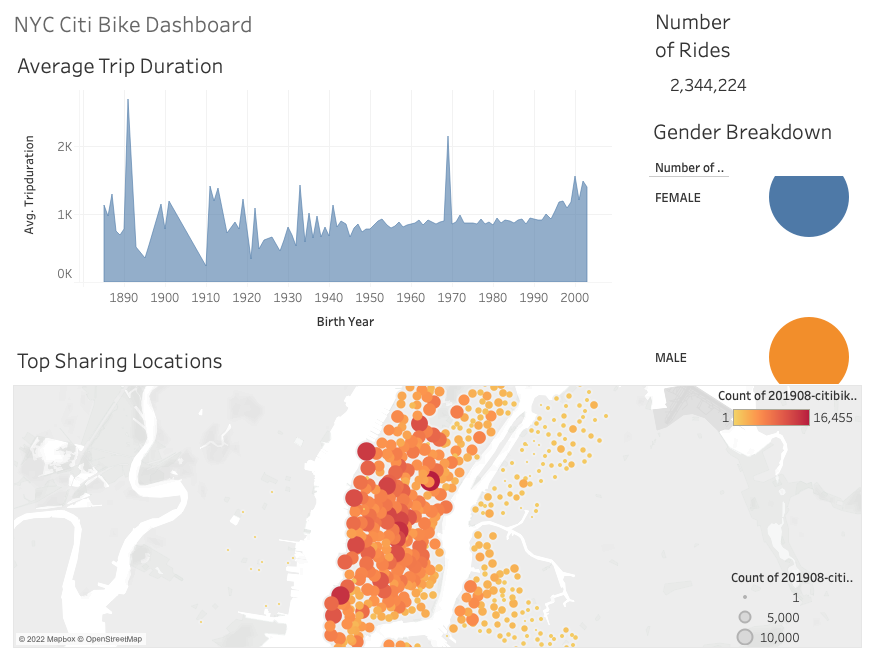 NYC Citi Bike Dashboard
Average Trip Duration
2K
1K
0K
Avg. Tripduration
1890 1900 1910 1920 1930 1940 1950 1960 1970 1980 1990 2000
Birth Year
Number
of Rides
2,344,224
Gender Breakdown
Number of ..
FEMALE
MALE
Top Sharing Locations
Count of 201908-citibik..
1 16,455
Count of 201908-citi..
1
5,000
10,000
© 2022 Mapbox © OpenStreetMap